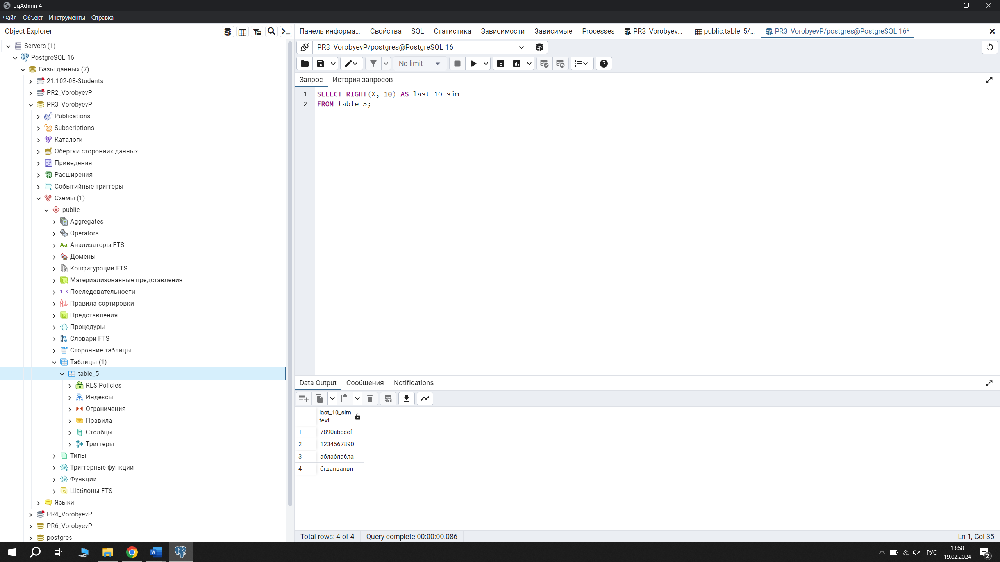 pgAdmin 4
Файл Объект Инструменты Справка
Object Explorer
Servers (1)
PostgreSQL 16
Базы данных (7)
21.102-08-Students
PR2_VorobyevP
PR3_VorobyevP
Publications
Subscriptions
Каталоги
Обёртки сторонних данных
Приведения
Расширения
Событийные триггеры
Схемы (1)
public
Aggregates
Operators
Aa Анализаторы FTS
Домены
Конфигурации FTS
Материализованные представления
1..3 Последовательности
Правила сортировки
Представления
Процедуры
Словари FTS
Сторонние таблицы
Таблицы (1)
table_5
RLS Policies
Индексы
Ограничения
Правила
Столбцы
Триггеры
Типы
Триггерные функции
Функции
Шаблоны FTS
Языки
PR4_VorobyevP
PR6_VorobyevP
postgres
Панель информа... Свойства SQL Статистика Зависимости Зависимые Processes PR3_Vorobyev... public.table_5/... PR3_VorobyevP/postgres@PostgreSQL 16*
PR3_VorobyevP/postgres@PostgreSQL 16
No limit
Запрос История запросов
1 SELECT RIGHT(X, 10) AS last_10_sim
2 FROM table_5;
Data Output Сообщения Notifications
last_10_sim
text
1 7890abcdef
2 1234567890
3 аблаблабла
4 бгдапвапвп
Total rows: 4 of 4 Query complete 00:00:00.086 Ln 1, Col 35
РУС
13:58
19.02.2024
2